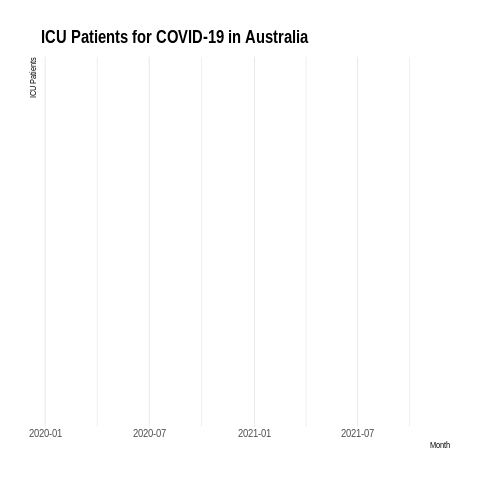 ICU Patients for COVID-19 in Australia
ICU Patients
2020-01 2020-07 2021-01 2021-07
Month